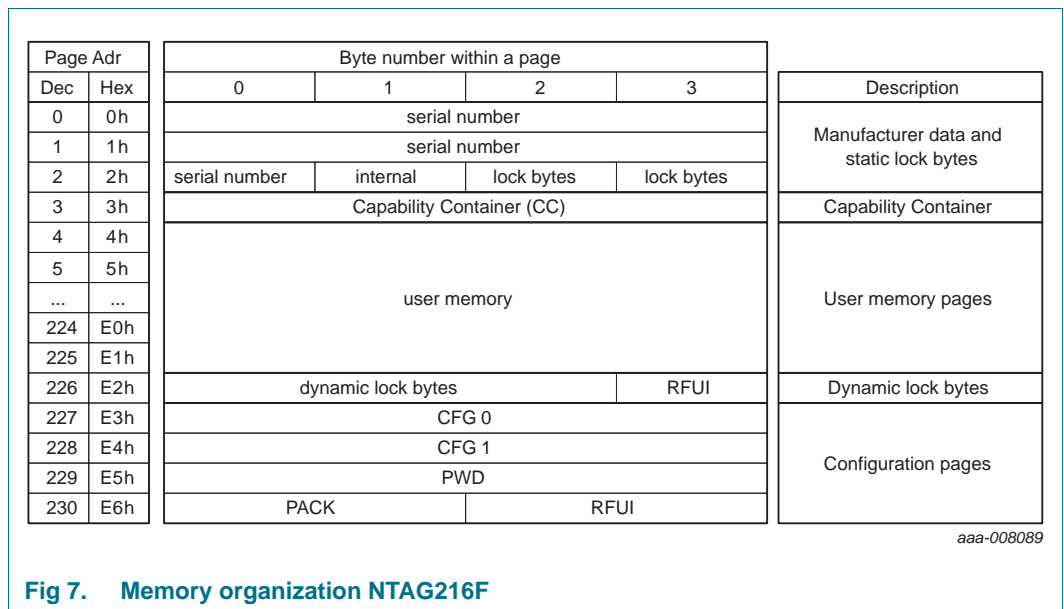 Page Adr Byte number within a page
Dec Hex 0 1 2 3 Description
0 0h serial number
Manufacturer data and
static lock bytes
1 1h serial number
2 2h serial number internal lock bytes lock bytes
3 3h Capability Container (CC) Capability Container
4 4h
5 5h
... ... user memory User memory pages
224 E0h
225 E1h
226 E2h dynamic lock bytes RFUI Dynamic lock bytes
227 E3h CFG 0
228 E4h CFG 1
Configuration pages
229 E5h PWD
230 E6h PACK RFUI
aaa-008089
Fig 7. Memory organization NTAG216F